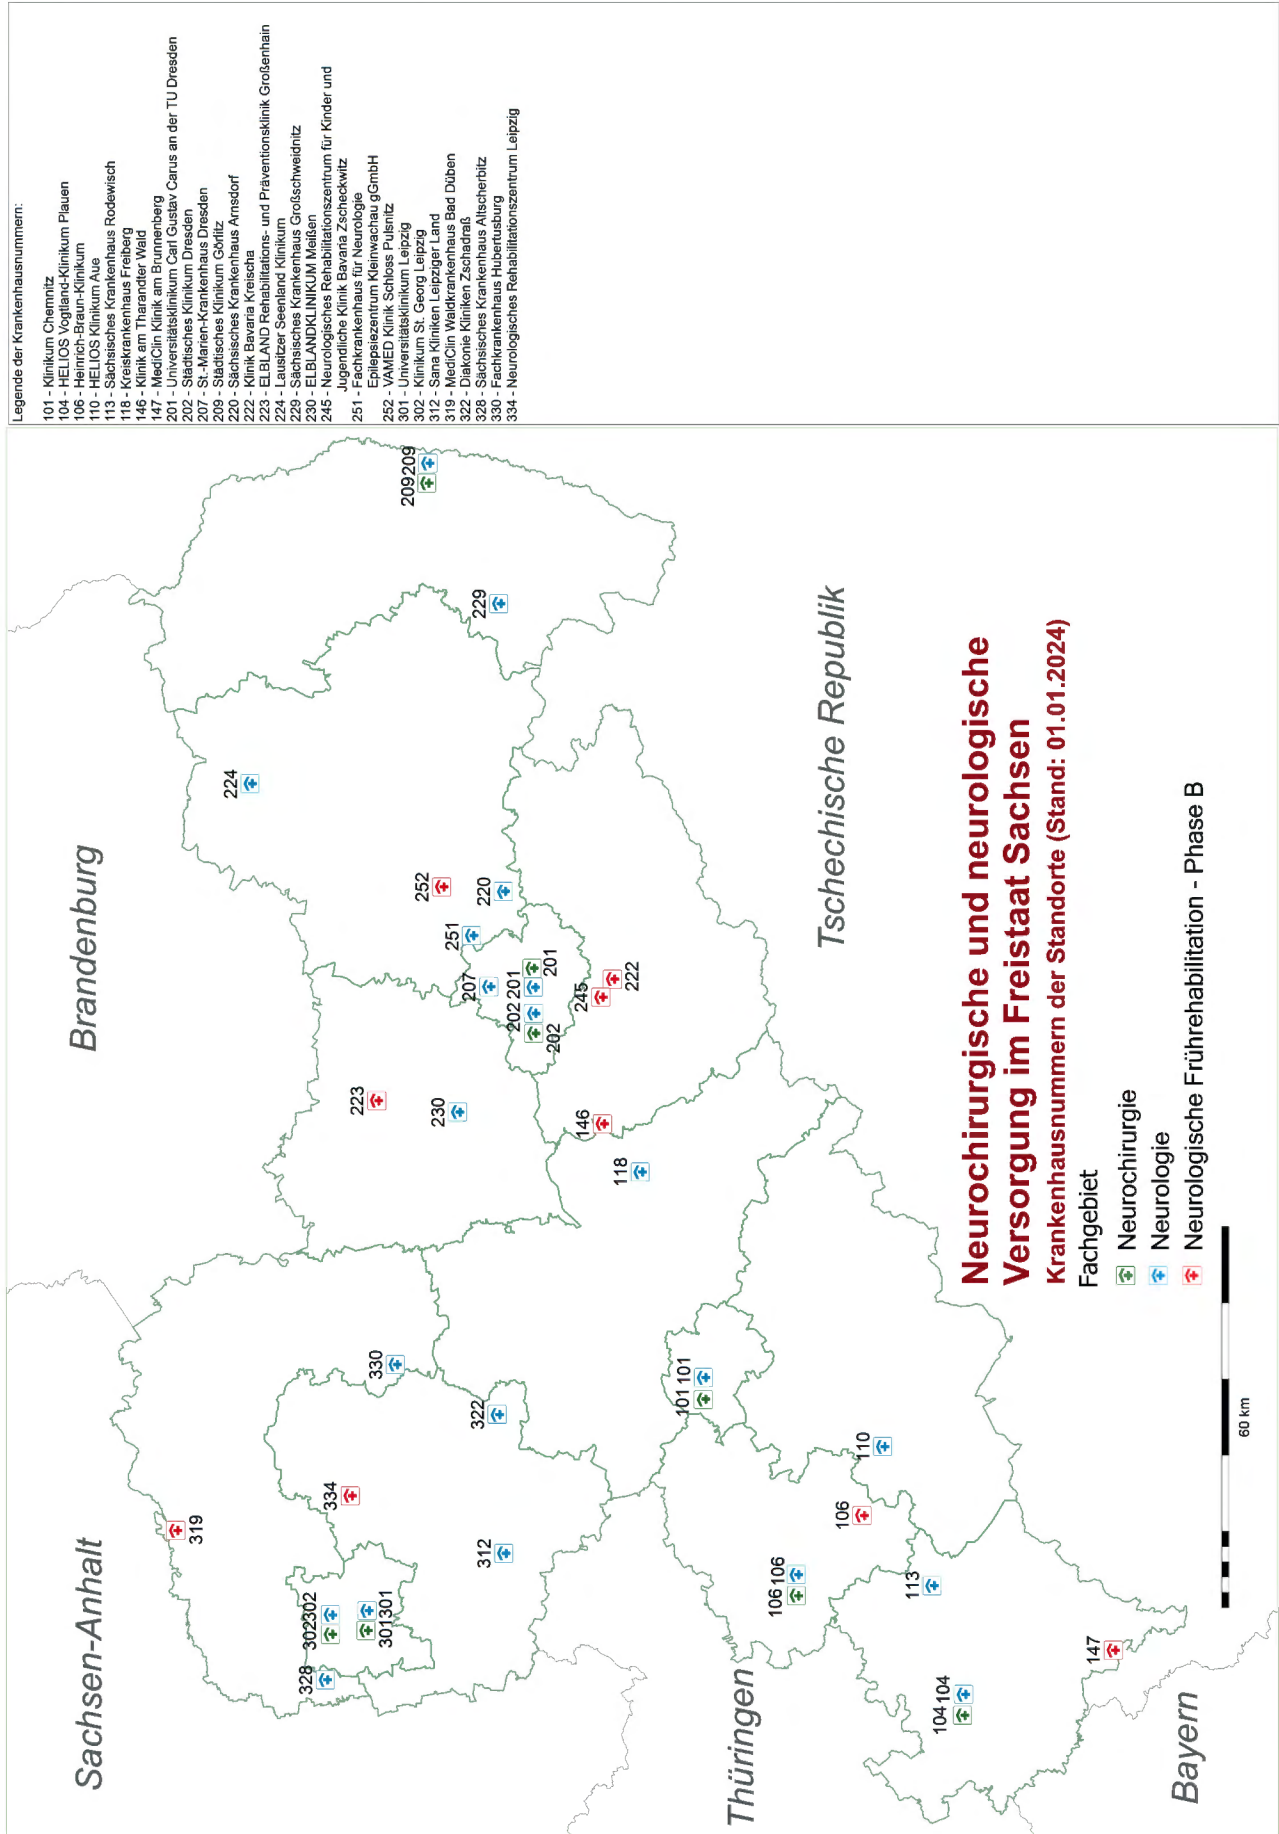 Sachsen-Anhalt
Brandenburg
Thüringen
Bayern
Tschechische Republik
319
334
328
302302
301301
312
330
322
223
230
224
252
251
220
207
202 201
202
201
245
222
229
209209
146
118
101101
110
106
106 106
113
104104
147
Neurochirurgische und neurologische
Versorgung im Freistaat Sachsen
Krankenhausnummern der Standorte (Stand: 01.01.2024)
Fachgebiet
Neurochirurgie
Neurologie
Neurologische Frührehabilitation - Phase B
60 km
Legende der Krankenhausnummern:
101 - Klinikum Chemnitz
104 - HELIOS Vogtland-Klinikum Plauen
106 - Heinrich-Braun-Klinikum
110 - HELIOS Klinikum Aue
113 - Sächsisches Krankenhaus Rodewisch
118 - Kreiskrankenhaus Freiberg
146 - Klinik am Tharandter Wald
147 - MediClin Klinik am Brunnenberg
201 - Universitätsklinikum Carl Gustav Carus an der TU Dresden
202 - Städtisches Klinikum Dresden
207 - St.-Marien-Krankenhaus Dresden
209 - Städtisches Klinikum Görlitz
220 - Sächsisches Krankenhaus Arnsdorf
222 - Klinik Bavaria Kreischa
223 - ELBLAND Rehabilitations- und Präventionsklinik Großenhain
224 - Lausitzer Seenland Klinikum
229 - Sächsisches Krankenhaus Großschweidnitz
230 - ELBLANDKLINIKUM Meißen
245 - Neurologisches Rehabilitationszentrum für Kinder und
Jugendliche Klinik Bavaria Zscheckwitz
251 - Fachkrankenhaus für Neurologie
Epilepsiezentrum Kleinwachau gGmbH
252 - VAMED Klinik Schloss Pulsnitz
301 - Universitätsklinikum Leipzig
302 - Klinikum St. Georg Leipzig
312 - Sana Kliniken Leipziger Land
319 - MediClin Waldkrankenhaus Bad Düben
322 - Diakonie Kliniken Zschadraß
328 - Sächsisches Krankenhaus Altscherbitz
330 - Fachkrankenhaus Hubertusburg
334 - Neurologisches Rehabilitationszentrum Leipzig